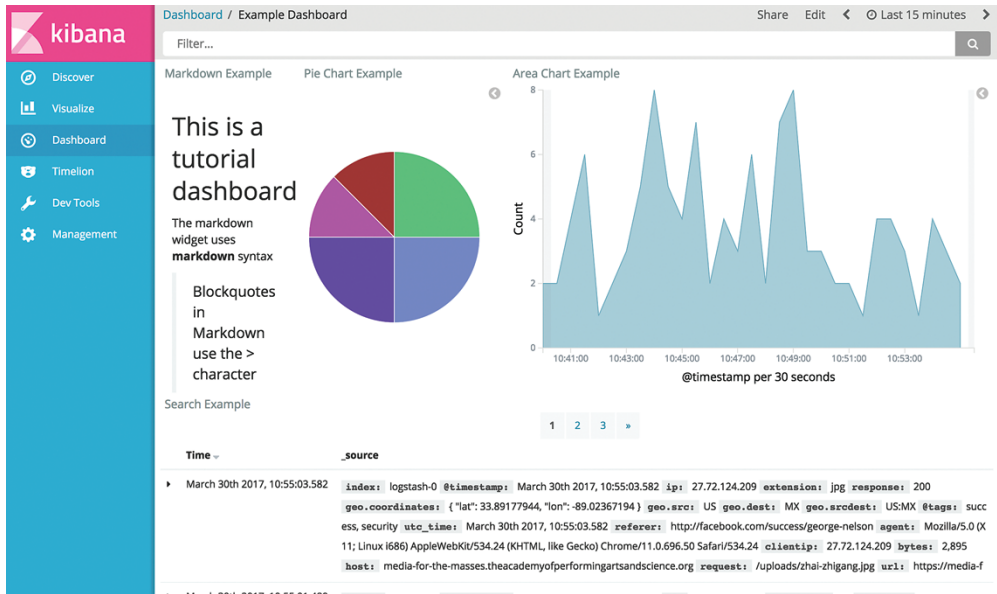 kibana
Discover
Visualize
Dashboard
Timelion
Dev Tools
Management
Dashboard / Example Dashboard
Share Edit Last 15 minutes
Filter...
Markdown Example
This is a
tutorial
dashboard
The markdown
widget uses
markdown syntax
Blockquotes
in
Markdown
use the >
character
Pie Chart Example
Area Chart Example
Count
8
6
4
2
0
10:41:00 10:43:00 10:45:00 10:47:00 10:49:00 10:51:00 10:53:00
@timestamp per 30 seconds
Search Example
1 2 3 »
Time _source
March 30th 2017, 10:55:03.582 index: logstash-0 @timestamp: March 30th 2017, 10:55:03.582 ip: 27.72.124.209 extension: jpg response: 200
geo.coordinates: { "lat": 33.89177944, "lon": -89.02367194 } geo.src: US geo.dest: MX geo.srcdest: US:MX @tags: succ
ess, security utc_time: March 30th 2017, 10:55:03.582 referer: http://facebook.com/success/george-nelson agent: Mozilla/5.0 (X
11; Linux i686) AppleWebKit/534.24 (KHTML, like Gecko) Chrome/11.0.696.50 Safari/534.24 clientip: 27.72.124.209 bytes: 2,895
host: media-for-the-masses.theacademyofperformingartsandscience.org request: /uploads/zhai-zhigang.jpg url: https://media-f